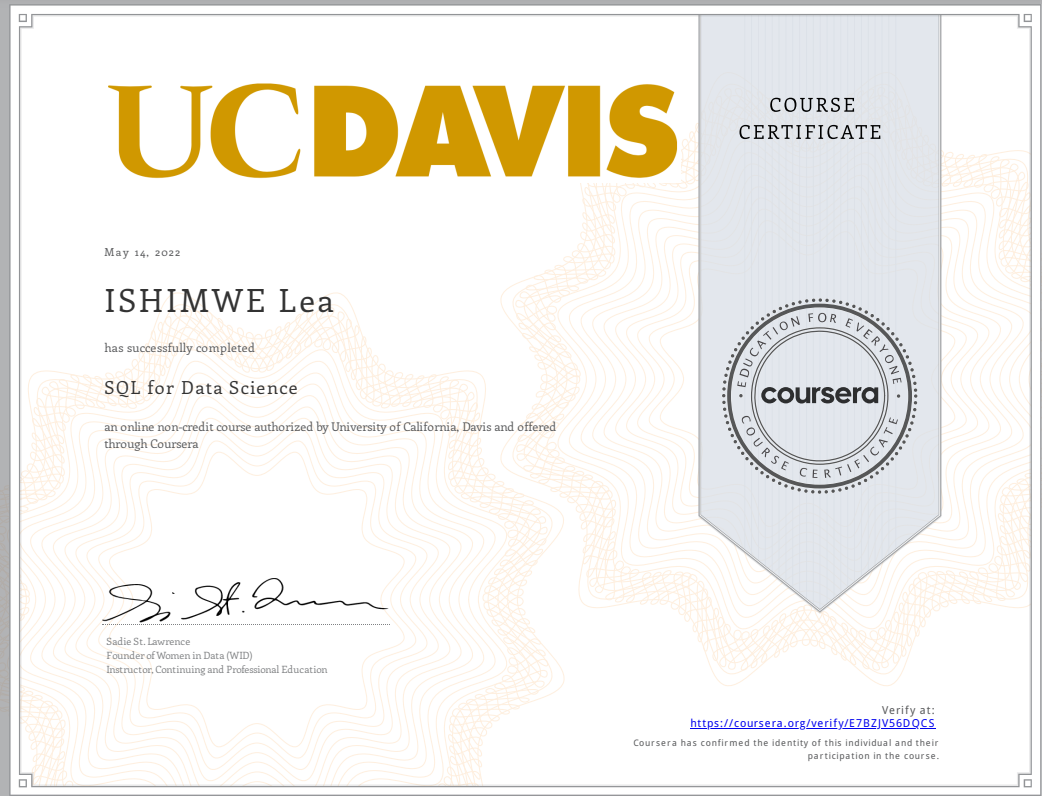 UCDAVIS
COURSE
CERTIFICATE
May 14, 2022
ISHIMWE Lea
has successfully completed
SQL for Data Science
an online non-credit course authorized by University of California, Davis and offered
through Coursera
EDUCATION FOR EVERYONE
coursera
COURSE CERTIFICATE
Sadie St. Lawrence
Founder of Women in Data (WID)
Instructor, Continuing and Professional Education
Verify at:
https://coursera.org/verify/E7BZJV56DQCS
Coursera has confirmed the identity of this individual and their
participation in the course.